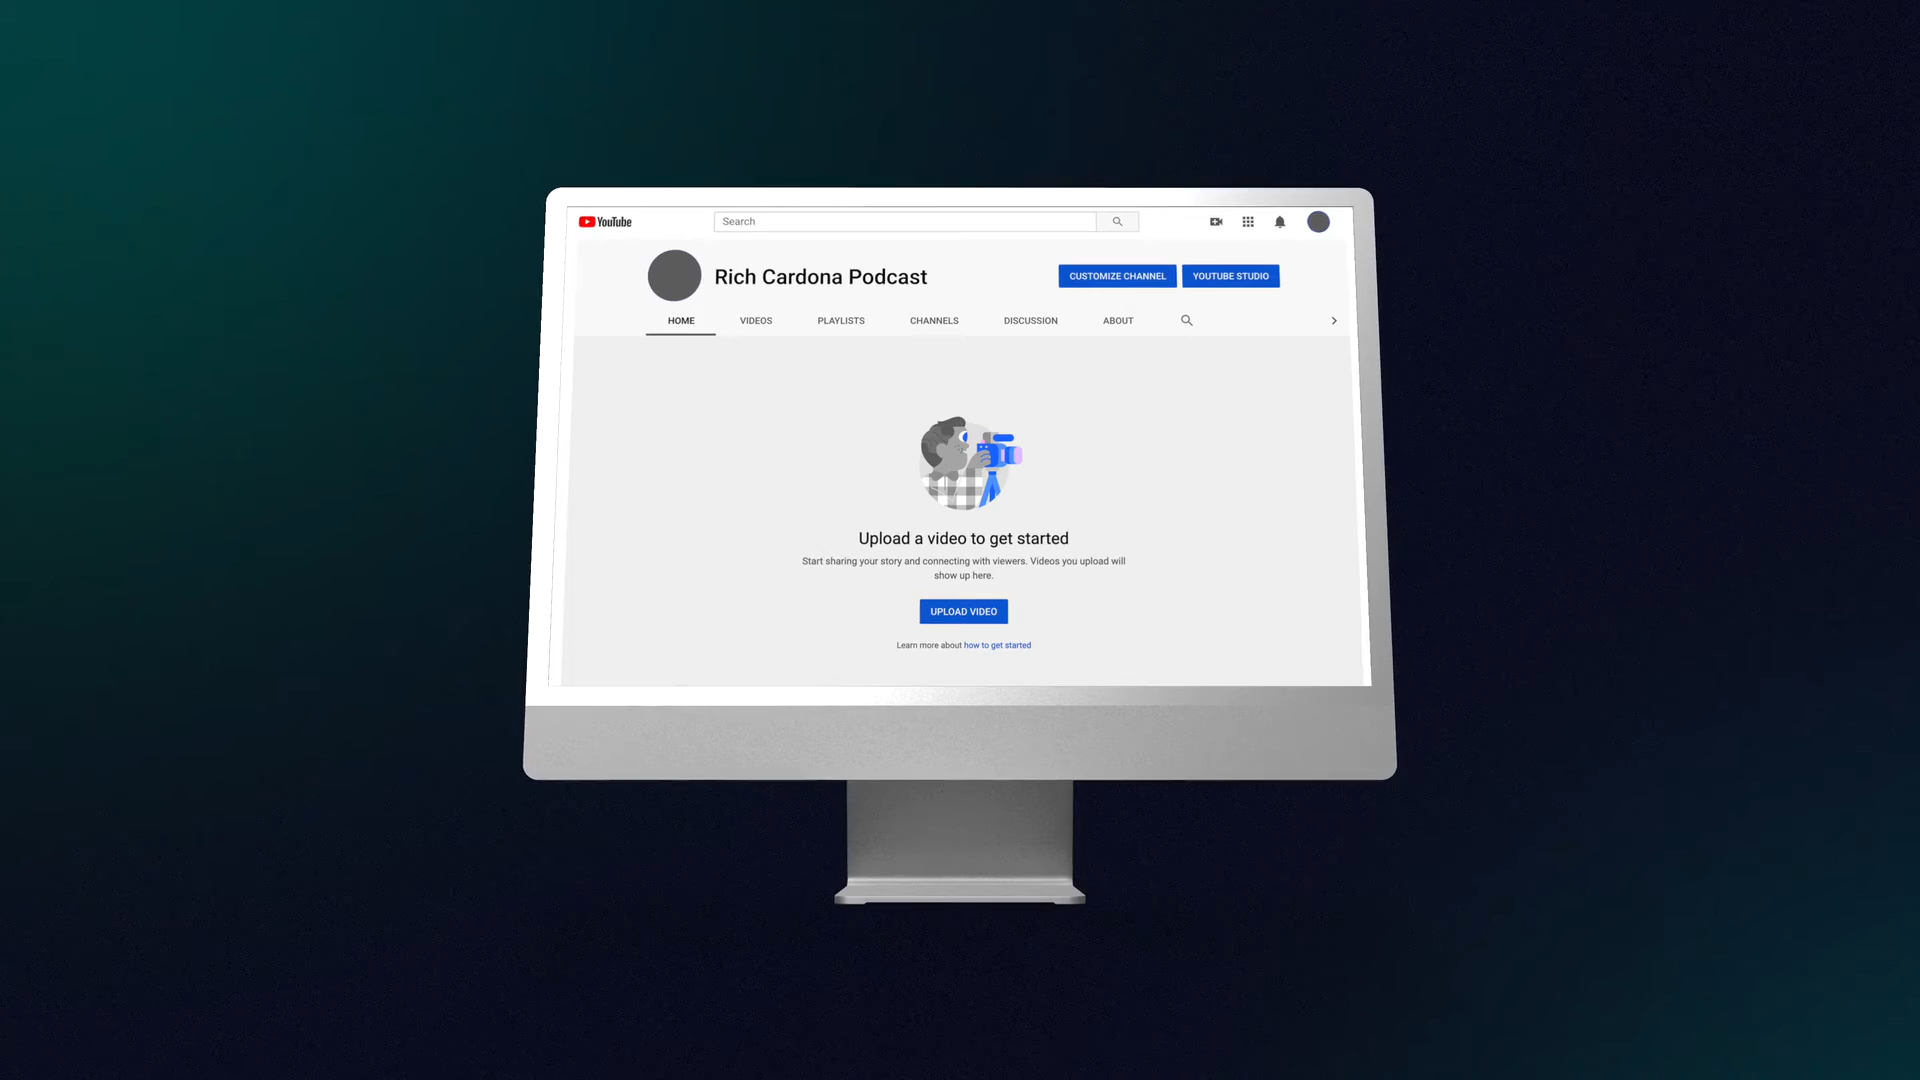 YouTube
Search
Rich Cardona Podcast
CUSTOMIZE CHANNEL
YOUTUBE STUDIO
HOME
VIDEOS
PLAYLISTS
CHANNELS
DISCUSSION
ABOUT
Upload a video to get started
Start sharing your story and connecting with viewers. Videos you upload will
show up here.
UPLOAD VIDEO
Learn more about how to get started